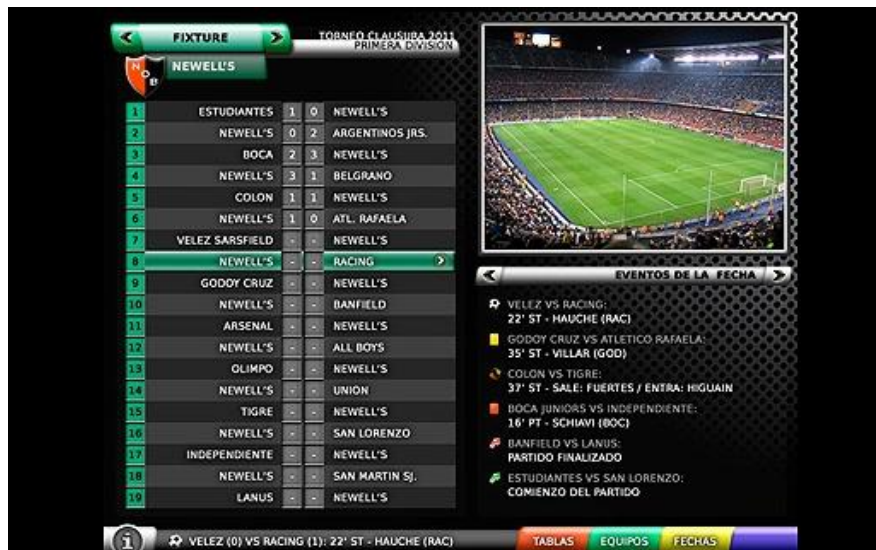 FIXTURE
TORNEO CLAUSURA 2011
PRIMERA DIVISION
NOB
NEWELL'S
1 ESTUDIANTES 1 0 NEWELL'S
2 NEWELL'S 0 2 ARGENTINOS JRS.
3 BOCA 2 3 NEWELL'S
4 NEWELL'S 3 1 BELGRANO
5 COLON 1 1 NEWELL'S
6 NEWELL'S 1 0 ATL. RAFAELA
7 VELEZ SARSFIELD - - NEWELL'S
8 NEWELL'S - - RACING
9 GODOY CRUZ - - NEWELL'S
10 NEWELL'S - - BANFIELD
11 ARSENAL - - NEWELL'S
12 NEWELL'S - - ALL BOYS
13 OLIMPO - - NEWELL'S
14 NEWELL'S - - UNION
15 TIGRE - - NEWELL'S
16 NEWELL'S - - SAN LORENZO
17 INDEPENDIENTE - - NEWELL'S
18 NEWELL'S - - SAN MARTIN SJ.
19 LANUS - - NEWELL'S
EVENTOS DE LA FECHA
VELEZ VS RACING:
22' ST - HAUCHE (RAC)
GODOY CRUZ VS ATLETICO RAFAELA:
35' ST - VILLAR (GOD)
COLON VS TIGRE:
37' ST - SALE: FUERTES / ENTRA: HIGUAIN
BOCA JUNIORS VS INDEPENDIENTE:
16' PT - SCHIAVI (BOC)
BANFIELD VS LANUS:
PARTIDO FINALIZADO
ESTUDIANTES VS SAN LORENZO:
COMIENZO DEL PARTIDO
i VELEZ (0) VS RACING (1): 22' ST - HAUCHE (RAC)
TABLAS EQUIPOS FECHAS